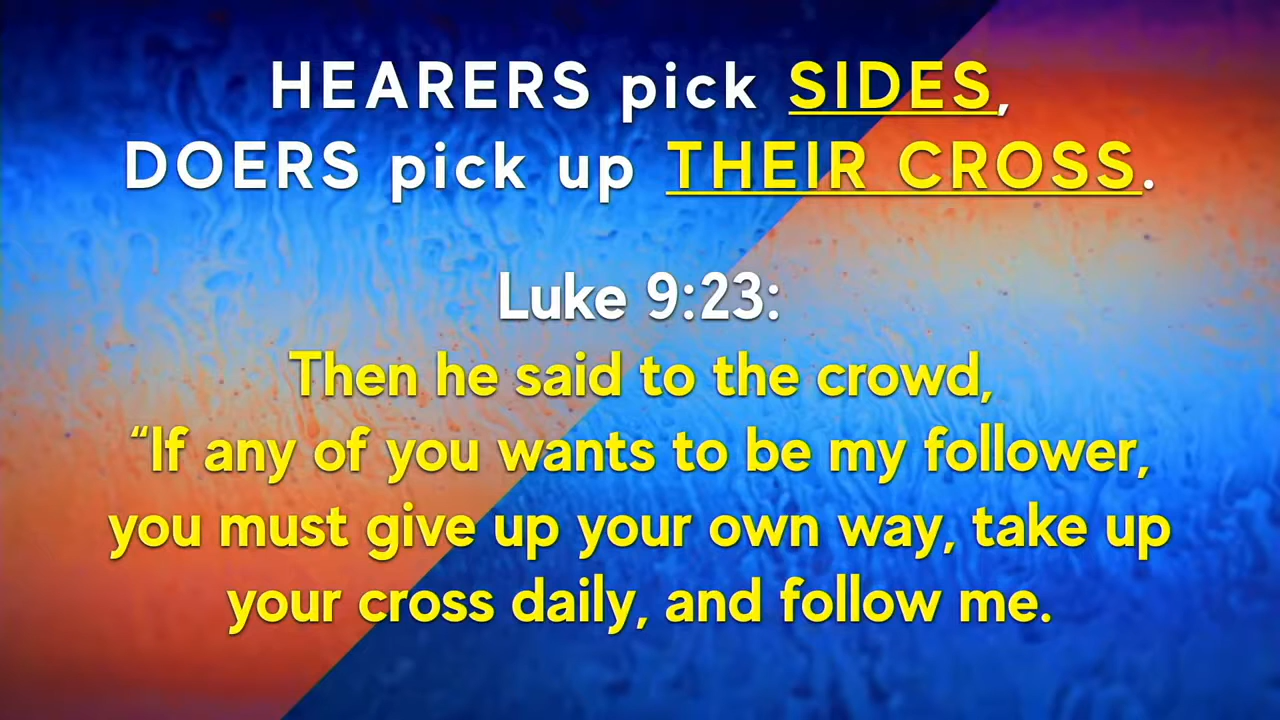 HEARERS pick SIDES,
DOERS pick up THEIR CROSS.
Luke 9:23:
Then he said to the crowd,
“If any of you wants to be my follower,
you must give up your own way, take up
your cross daily, and follow me.